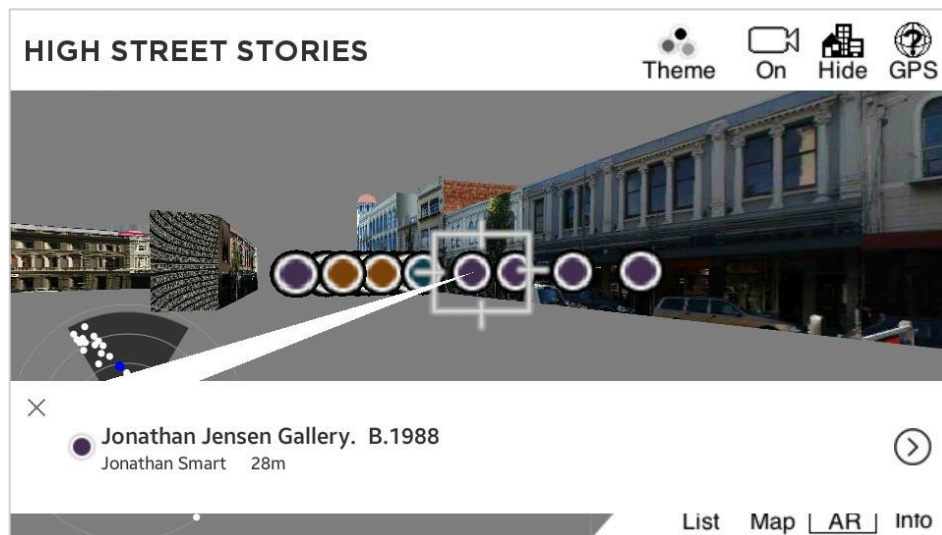 HIGH STREET STORIES
Theme On Hide GPS
Jonathan Jensen Gallery. B.1988
Jonathan Smart 28m
List Map AR Info